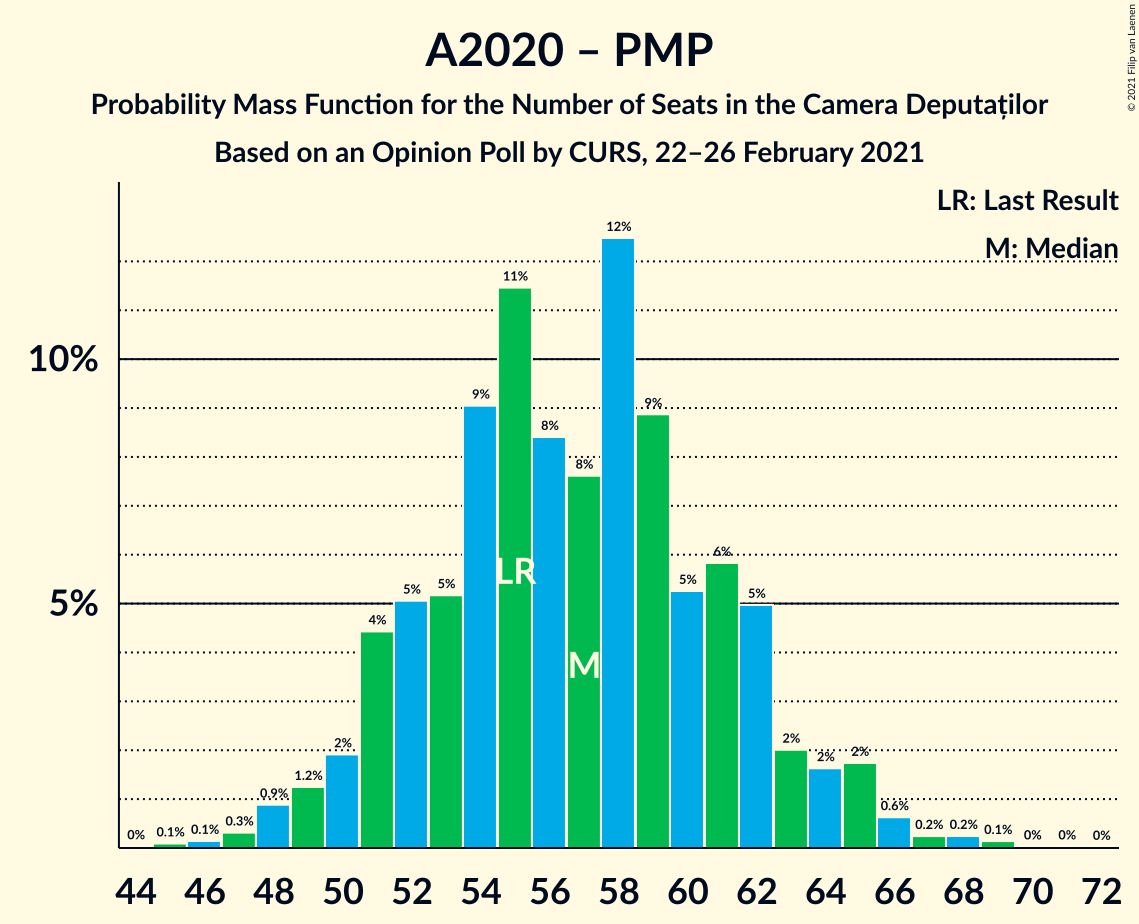 A2020 – PMP
Probability Mass Function for the Number of Seats in the Camera Deputaților
Based on an Opinion Poll by CURS, 22–26 February 2021
© 2021 Filip van Laenen
LR: Last Result
M: Median
10%
5%
0% 0.1% 0.1% 0.3% 0.9% 1.2% 2% 4% 5% 5% 9% 11% 8% 8% 12% 9% 5% 6% 5% 2% 2% 2% 0.6% 0.2% 0.2% 0.1% 0% 0% 0%
LR
M
44 46 48 50 52 54 56 58 60 62 64 66 68 70 72